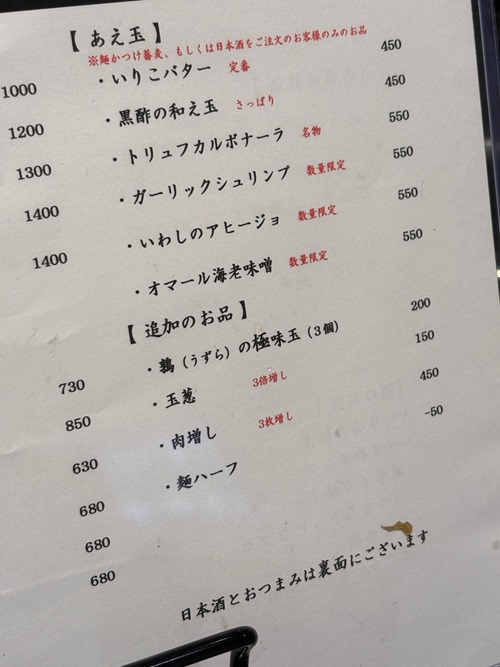 【あえ玉】
※麺かつけ蕎麦、もしくは日本酒をご注文のお客様のみのお品
1000
・いりこバター 定番 450
1200
・黒酢の和え玉 さっぱり 450
1300
・トリュフカルボナーラ 名物 550
1400
・ガーリックシュリンプ 数量限定 550
1400
・いわしのアヒージョ 数量限定 550
・オマール海老味噌 数量限定 550
【追加のお品】
730
・鶉(うずら)の極味玉(3個) 200
850
・玉葱 3倍増し 150
630
・肉増し 3枚増し 450
680
・麺ハーフ -50
680
680
日本酒とおつまみは裏面にございます